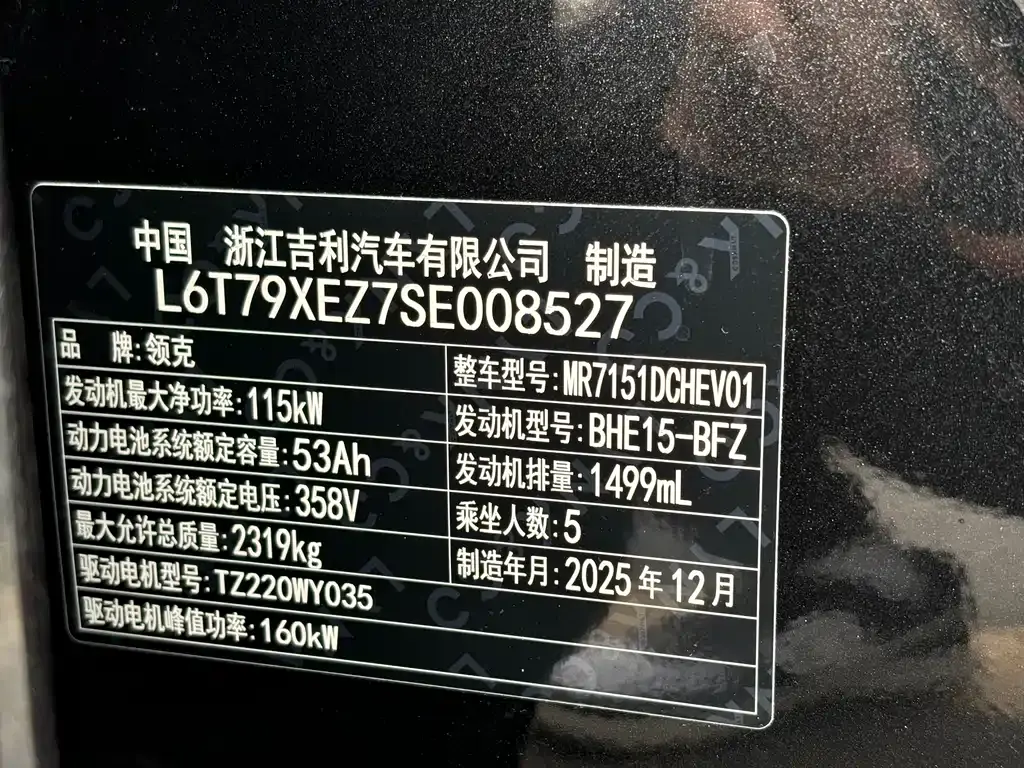 中国 浙江吉利汽车有限公司 制造
L6T79XEZ7SE008527
品 牌:领克
整车型号:MR7151DCHEV01
发动机最大净功率:115kW
发动机型号:BHE15-BFZ
动力电池系统额定容量:53Ah
发动机排量:1499mL
动力电池系统额定电压:358V
乘坐人数:5
最大允许总质量:2319kg
制造年月:2025年12月
驱动电机型号:TZ220WY035
驱动电机峰值功率:160kW